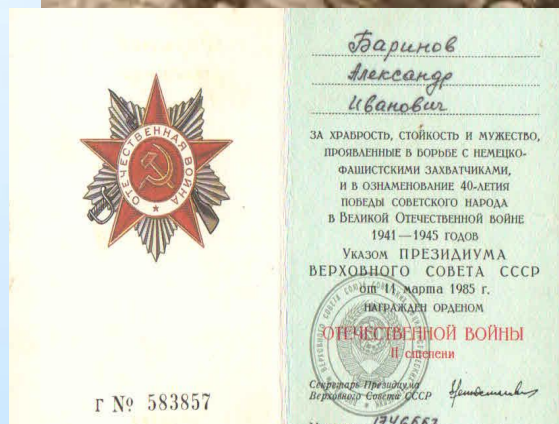 ОТЕЧЕСТВЕННАЯ ВОЙНА
Г № 583857
Баринов
Александр
Иванович
ЗА ХРАБРОСТЬ, СТОЙКОСТЬ И МУЖЕСТВО,
ПРОЯВЛЕННЫЕ В БОРЬБЕ С НЕМЕЦКО-
ФАШИСТСКИМИ ЗАХВАТЧИКАМИ,
И В ОЗНАМЕНОВАНИЕ 40-ЛЕТИЯ
ПОБЕДЫ СОВЕТСКОГО НАРОДА
В ВЕЛИКОЙ ОТЕЧЕСТВЕННОЙ ВОЙНЕ
1941—1945 ГОДОВ
УКАЗОМ ПРЕЗИДИУМА
ВЕРХОВНОГО СОВЕТА СССР
от 11 марта 1985 г.
НАГРАЖДЕН ОРДЕНОМ
ОТЕЧЕСТВЕННОЙ ВОЙНЫ
II степени
Секретарь Президиума
Верховного Совета СССР
1746663